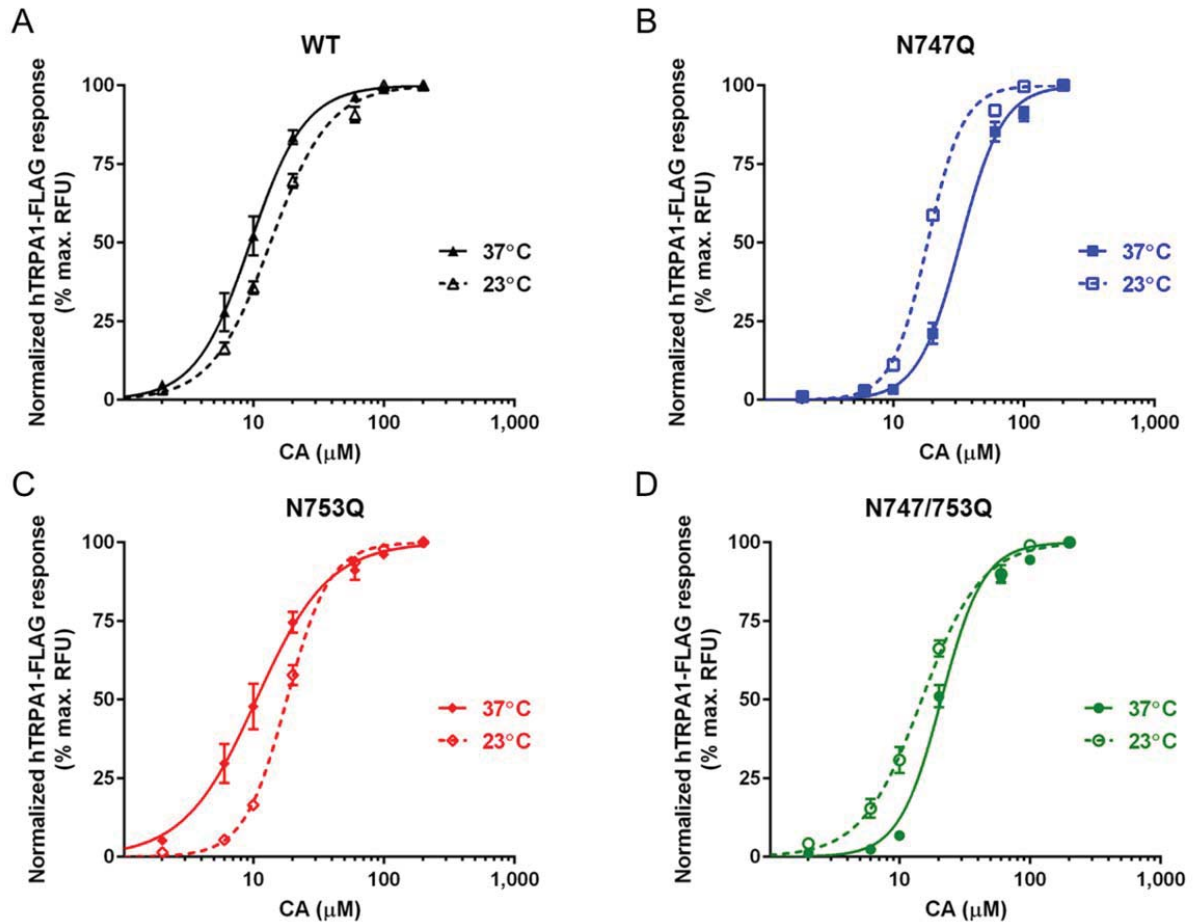 A
WT
Normalized hTRPA1-FLAG response
(% max. RFU)
100
75
50
25
0
10
100
1,000
CA (μM)
37°C
23°C
B
N747Q
Normalized hTRPA1-FLAG response
(% max. RFU)
100
75
50
25
0
10
100
1,000
CA (μM)
37°C
23°C
C
N753Q
Normalized hTRPA1-FLAG response
(% max. RFU)
100
75
50
25
0
10
100
1,000
CA (μM)
37°C
23°C
D
N747/753Q
Normalized hTRPA1-FLAG response
(% max. RFU)
100
75
50
25
0
10
100
1,000
CA (μM)
37°C
23°C